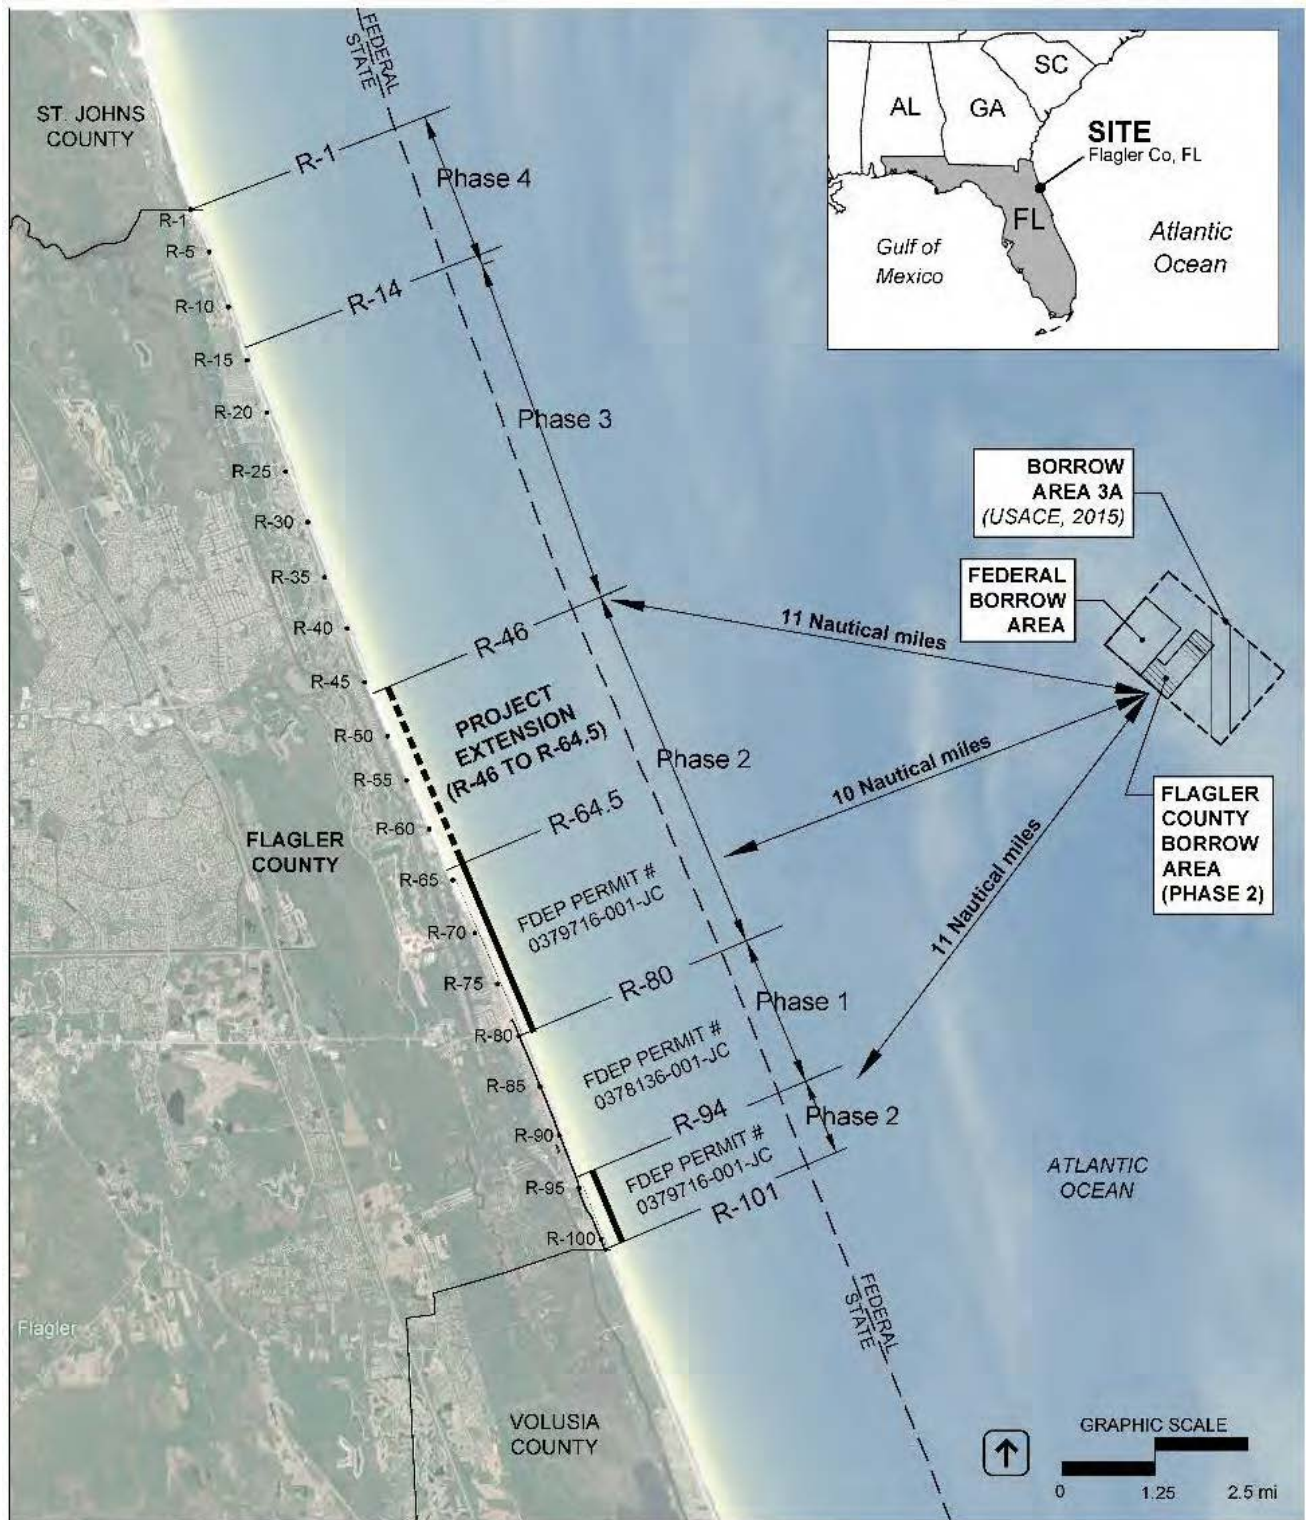 FEDERAL
STATE
ST. JOHNS
COUNTY
R-1
Phase 4
R-1
R-5
R-10
R-14
R-15
R-20
Phase 3
R-25
R-30
R-35
R-40
R-45
R-46
11 Nautical miles
SC
AL
GA
SITE
Flagler Co, FL
FL
Gulf of
Mexico
Atlantic
Ocean
BORROW
AREA 3A
(USACE, 2015)
FEDERAL
BORROW
AREA
PROJECT
EXTENSION
(R-46 TO R-64.5)
Phase 2
10 Nautical miles
R-50
R-55
R-60
R-64.5
FLAGLER
COUNTY
FLAGLER
COUNTY
BORROW
AREA
(PHASE 2)
R-65
FDEP PERMIT #
0379716-001-JC
R-70
11 Nautical miles
R-75
R-80
Phase 1
R-80
FDEP PERMIT #
0378136-001-JC
R-85
R-90
R-94
Phase 2
FDEP PERMIT #
0379716-001-JC
R-95
R-101
R-100
ATLANTIC
OCEAN
FEDERAL
STATE
Flagler
VOLUSIA
COUNTY
GRAPHIC SCALE
0 1.25 2.5 mi